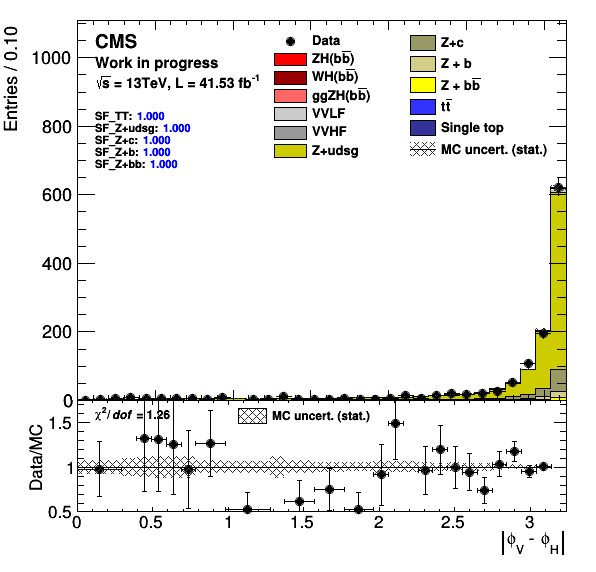 CMS
Work in progress
√s = 13TeV, L = 41.53 fb⁻¹
SF_TT: 1.000
SF_Z+udsg: 1.000
SF_Z+c: 1.000
SF_Z+b: 1.000
SF_Z+bb: 1.000
Data
ZH(bb̅)
WH(bb̅)
ggZH(bb̅)
VVLF
VVHF
Z+udsg
Z+c
Z + b
Z + bb̅
tt̅
Single top
MC uncert. (stat.)
Entries / 0.10
1000
800
600
400
200
0
χ²/dof = 1.26
MC uncert. (stat.)
Data/MC
1.5
1
0.5
0
0.5
1
1.5
2
2.5
3
|ϕV - ϕH|